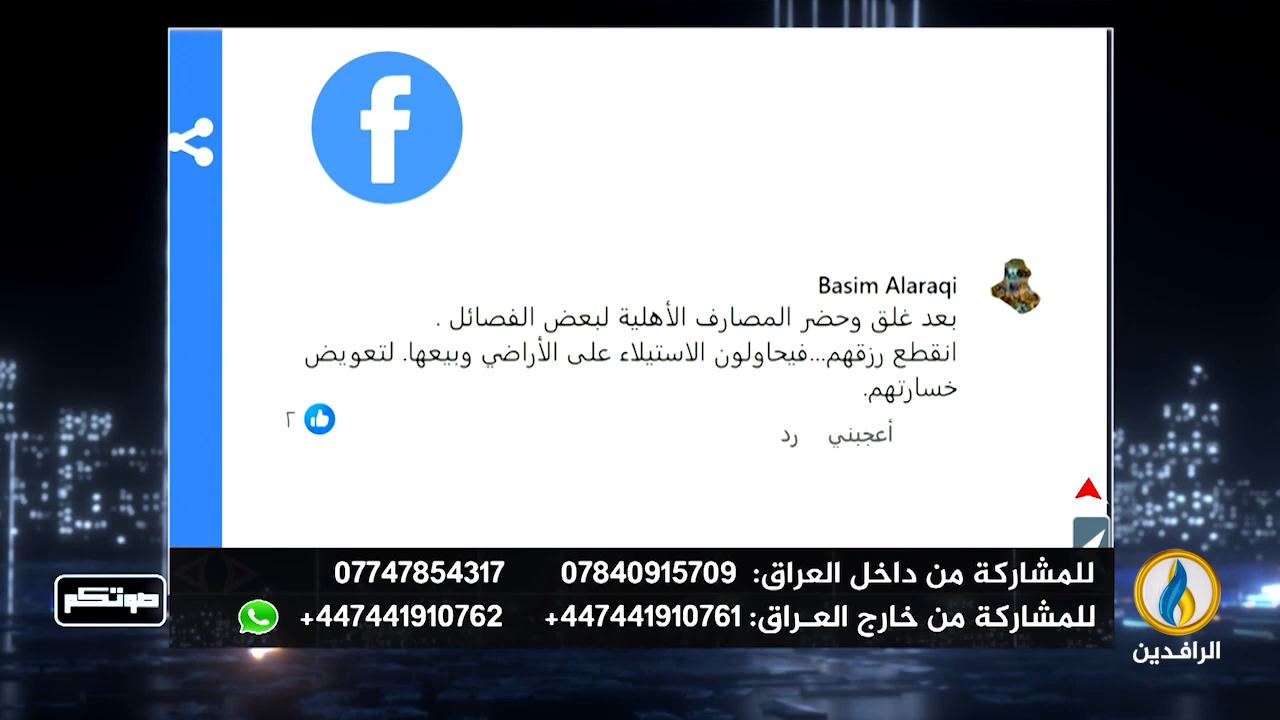 Basim Alaraqi
بعد غلق وحضر المصارف الأهلية لبعض الفصائل .
انقطع رزقهم...فيحاولون الاستيلاء على الأراضي وبيعها. لتعويض
خسارتهم.
٢
أعجبني رد
للمشاركة من داخل العراق: 07840915709 07747854317
للمشاركة من خارج العـراق: 447441910761+ 447441910762+
صوتكم
الرافدين